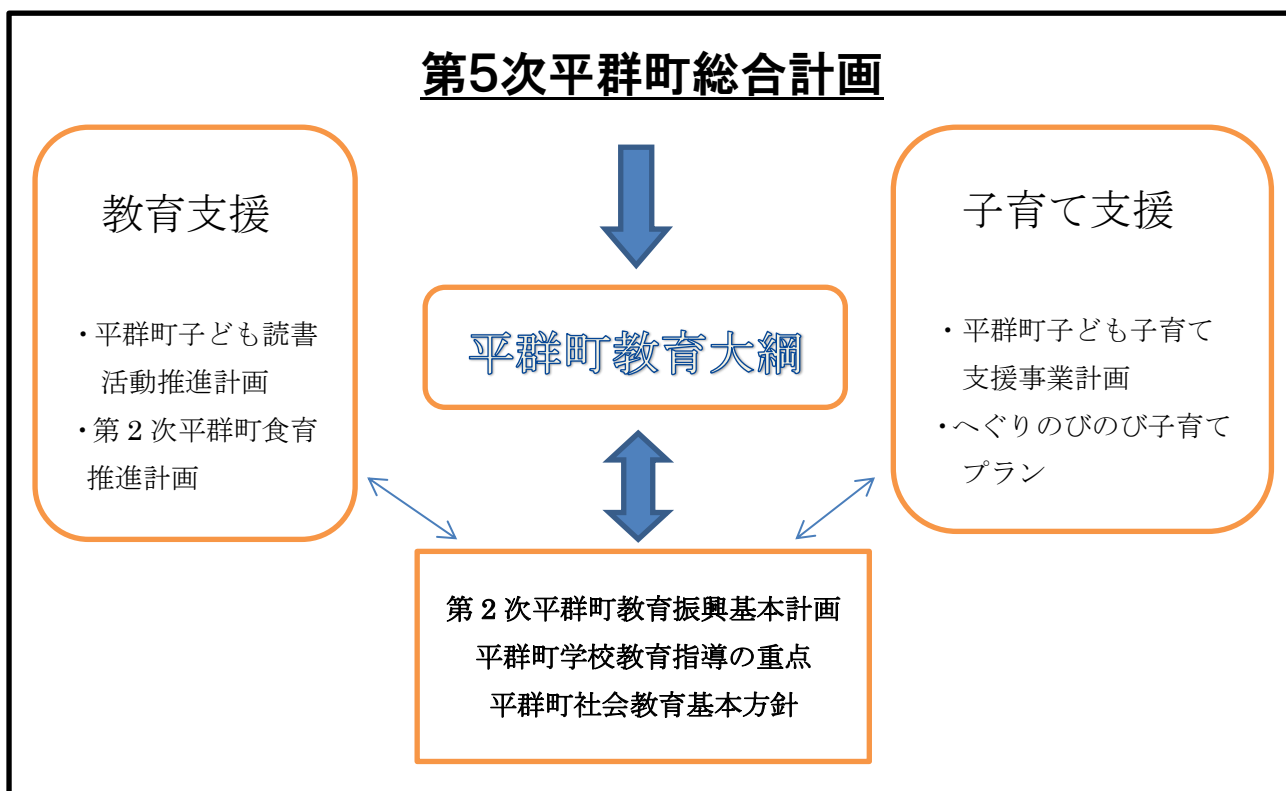 第5次平群町総合計画
教育支援
・平群町子ども読書
活動推進計画
・第2次平群町食育
推進計画
平群町教育大綱
子育て支援
・平群町子ども子育て
支援事業計画
・へぐりのびのび子育て
プラン
第2次平群町教育振興基本計画
平群町学校教育指導の重点
平群町社会教育基本方針